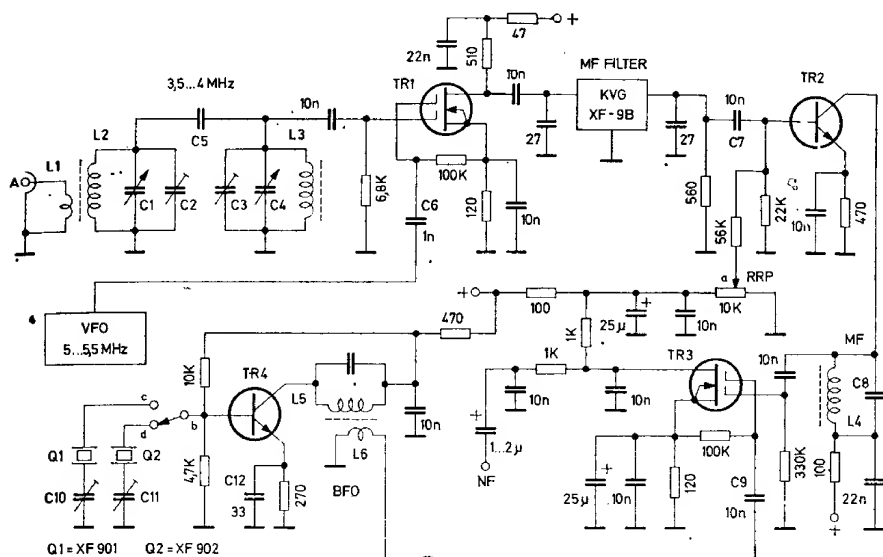 47
+
22n
510
3,5...4 MHz
TR1
MF FILTER
TR2
10n
10n
KVG
XF-9B
10n
L2
C5
L3
27
27
C7
L1
A
100K
C1
C2
C3
C4
6,8K
C6
1n
120
10n
560
56K
22K
10n
470
a
RRP
+
100
10K
VFO
5...5,5 MHz
470
25µ
+
10n
MF
1K
10K
TR4
L5
1K
TR3
10n
C8
c
d
b
10n
10n
10n
L4
Q1
Q2
L6
+
1...2µ
100K
4,7K
C12
NF
C9
330K
100
C10
C11
33
270
BFO
25µ
+
10n
120
10n
22n
+
Q1 = XF 901
Q2 = XF 902